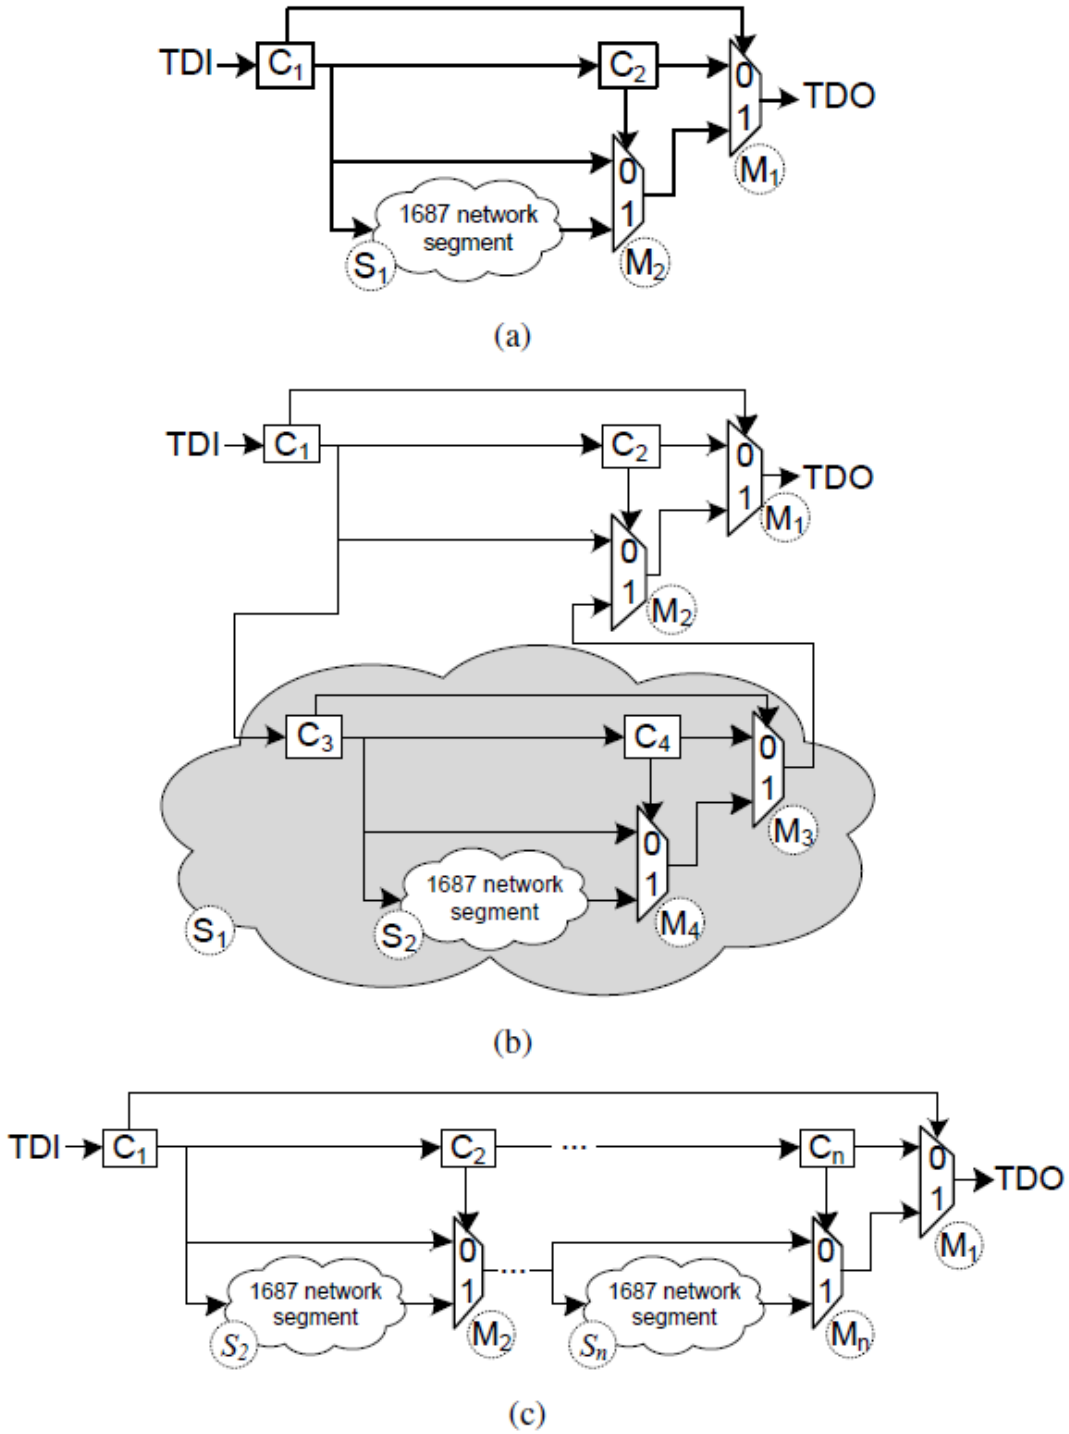 TDI C₁ C₂ 0 TDO
1
M₁
0
1
1687 network
segment
S₁ M₂
(a)
TDI C₁ C₂ 0 TDO
1 M₁
0
1 M₂
C₃ C₄ 0
1
M₃
0
1687 network 1
segment
S₁ S₂ M₄
(b)
TDI C₁ C₂ ... Cₙ 0
TDO
1
0 ... 0 M₁
1687 network 1 1687 network 1
segment segment
S₂ M₂ Sₙ Mₙ
(c)